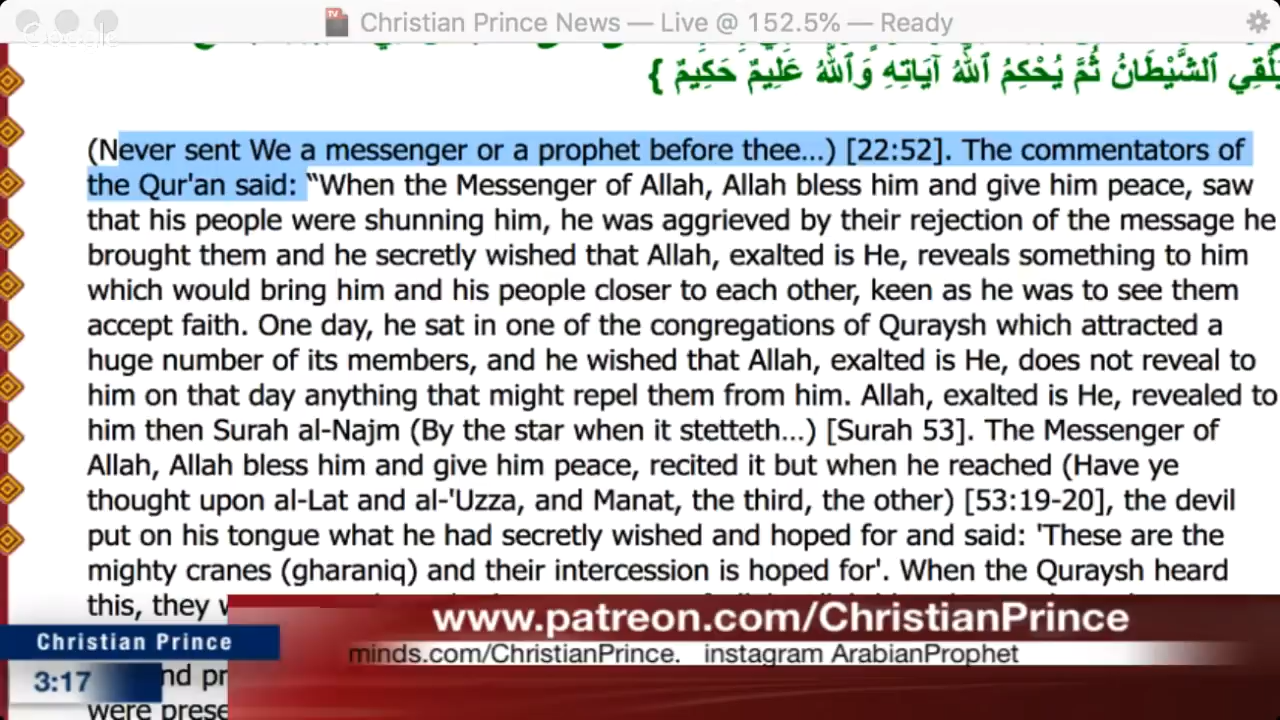 Christian Prince News — Live @ 152.5% — Ready
Google
ٱلشَّيْطَانُ ثُمَّ يُحْكِمُ ٱللَّهُ آيَاتِهِ وَٱللَّهُ عَلِيمٌ حَكِيمٌ }
(Never sent We a messenger or a prophet before thee...) [22:52]. The commentators of
the Qur'an said: “When the Messenger of Allah, Allah bless him and give him peace, saw
that his people were shunning him, he was aggrieved by their rejection of the message he
brought them and he secretly wished that Allah, exalted is He, reveals something to him
which would bring him and his people closer to each other, keen as he was to see them
accept faith. One day, he sat in one of the congregations of Quraysh which attracted a
huge number of its members, and he wished that Allah, exalted is He, does not reveal to
him on that day anything that might repel them from him. Allah, exalted is He, revealed to
him then Surah al-Najm (By the star when it stetteth...) [Surah 53]. The Messenger of
Allah, Allah bless him and give him peace, recited it but when he reached (Have ye
thought upon al-Lat and al-'Uzza, and Manat, the third, the other) [53:19-20], the devil
put on his tongue what he had secretly wished and hoped for and said: 'These are the
mighty cranes (gharaniq) and their intercession is hoped for'. When the Quraysh heard
this, they
www.patreon.com/ChristianPrince
Christian Prince
minds.com/ChristianPrince. instagram ArabianProphet
3:17
were